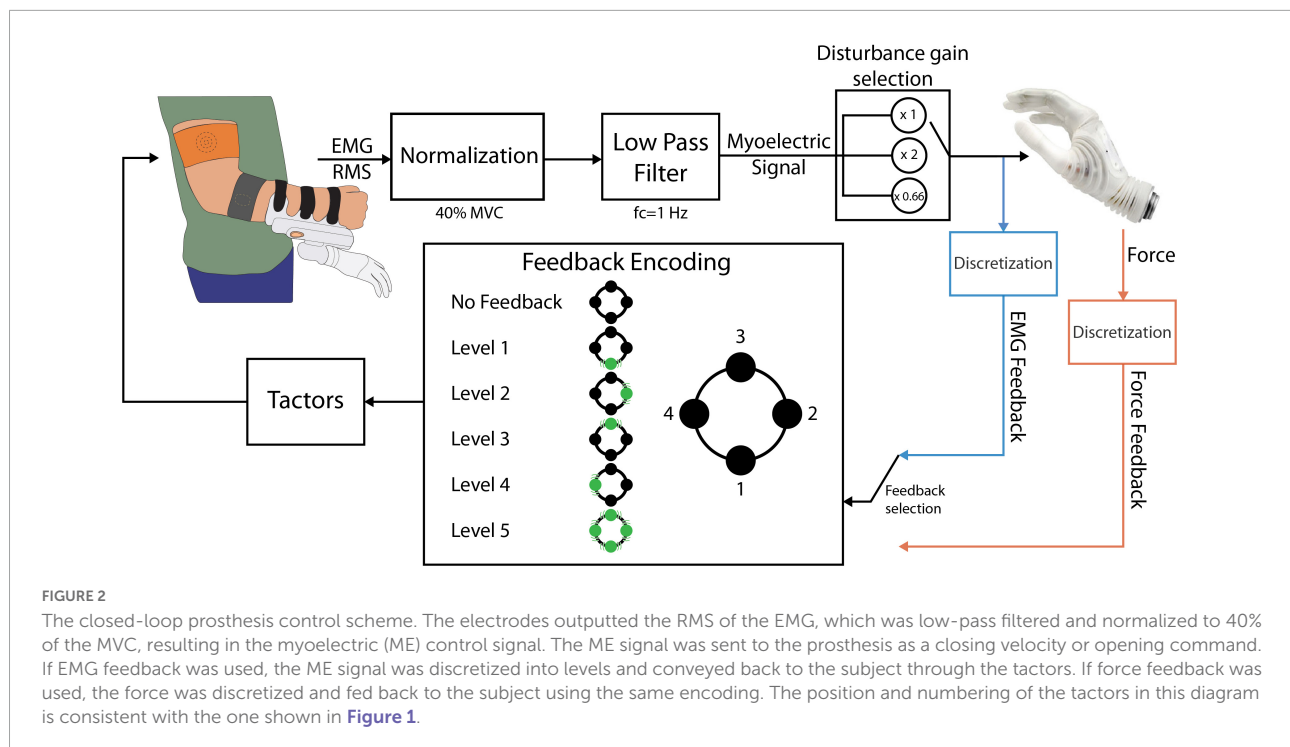 Disturbance gain
selection
EMG
RMS
Normalization
40% MVC
Low Pass
Filter
fc=1 Hz
Myoelectric
Signal
x 1
x 2
x 0.66
Discretization
Force
Discretization
EMG Feedback
Force Feedback
Feedback
selection
Feedback Encoding
No Feedback
Level 1
Level 2
Level 3
Level 4
Level 5
3
4
2
1
Tactors
FIGURE 2
The closed-loop prosthesis control scheme. The electrodes outputted the RMS of the EMG, which was low-pass filtered and normalized to 40%
of the MVC, resulting in the myoelectric (ME) control signal. The ME signal was sent to the prosthesis as a closing velocity or opening command.
If EMG feedback was used, the ME signal was discretized into levels and conveyed back to the subject through the tactors. If force feedback was
used, the force was discretized and fed back to the subject using the same encoding. The position and numbering of the tactors in this diagram
is consistent with the one shown in Figure 1.